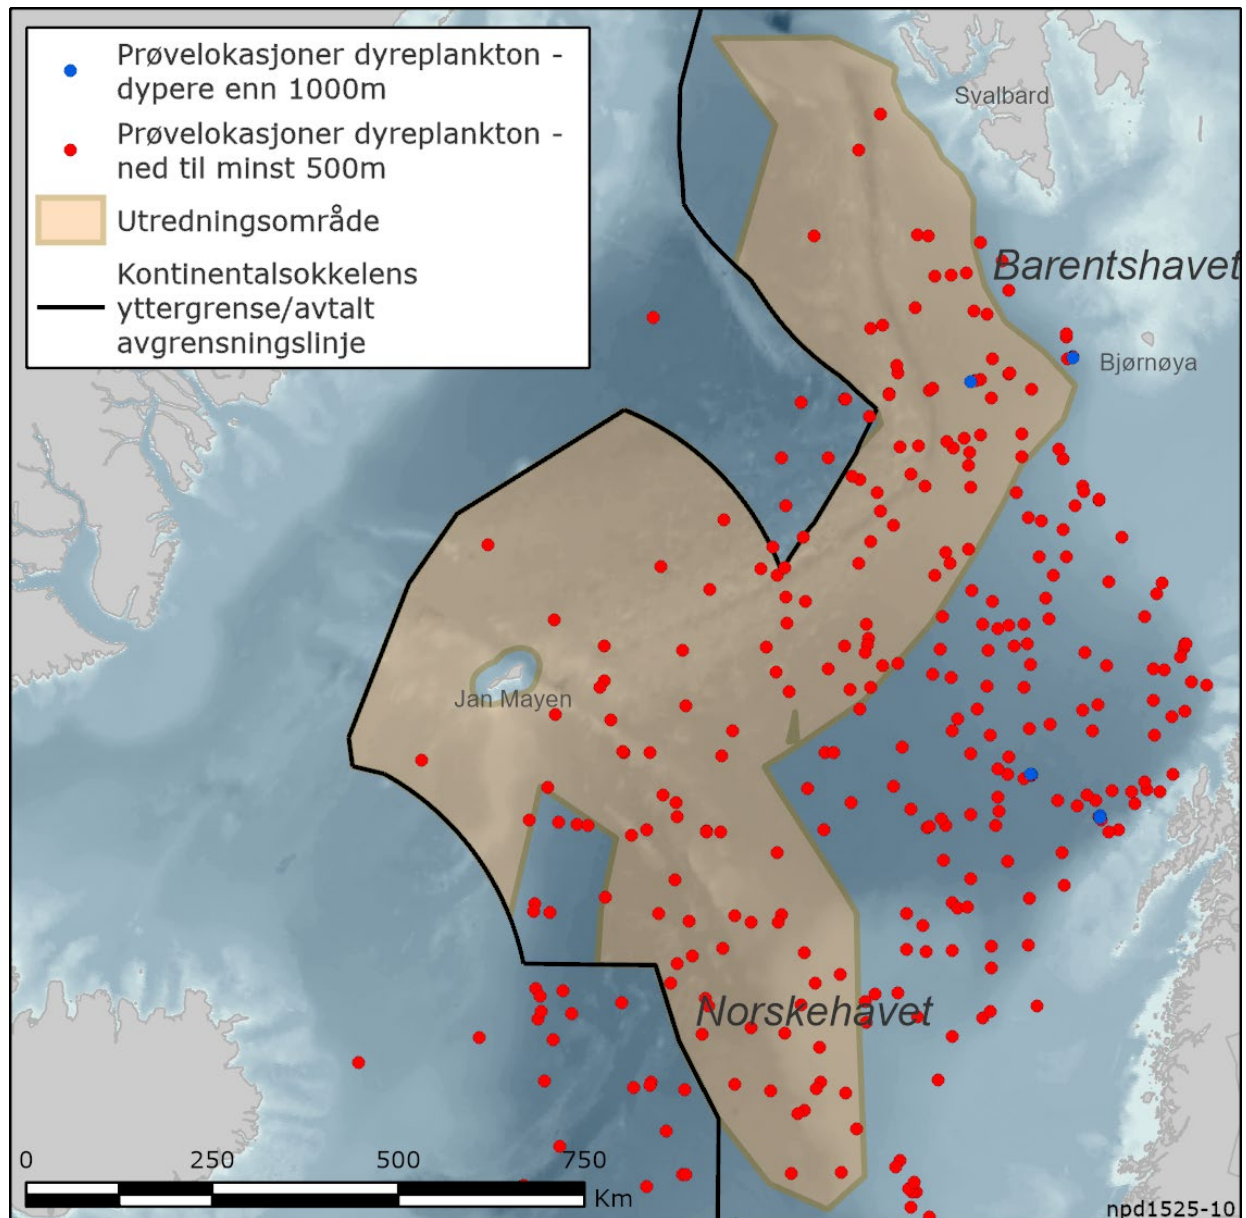 Prøvelokasjoner dyreplankton -
dypere enn 1000m
Prøvelokasjoner dyreplankton -
ned til minst 500m
Utredningsområde
Kontinentalsokkelens
yttergrense/avtalt
avgrensningslinje
Svalbard
Barentshavet
Bjørnøya
Jan Mayen
Norskehavet
0 250 500 750
Km
npd1525-10